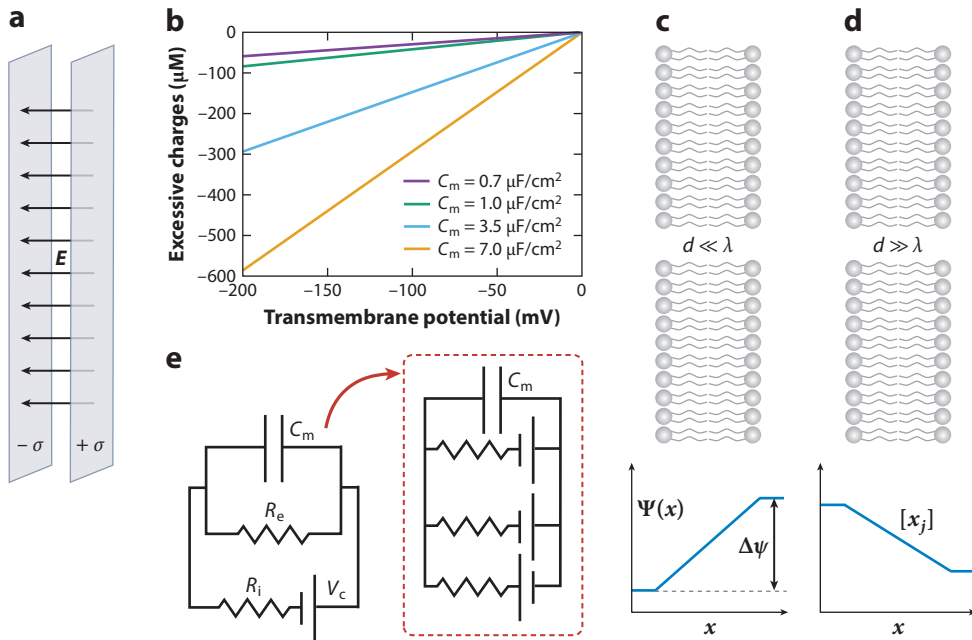 a
E
− σ
+ σ
b
Excessive charges (μM)
0
−100
−200
−300
−400
−500
−600
−200
−150
−100
−50
0
Transmembrane potential (mV)
Cm = 0.7 μF/cm²
Cm = 1.0 μF/cm²
Cm = 3.5 μF/cm²
Cm = 7.0 μF/cm²
c
d ≪ λ
Ψ(x)
Δψ
x
d
d ≫ λ
[xj]
x
e
Cm
Re
Ri
Vc
Cm